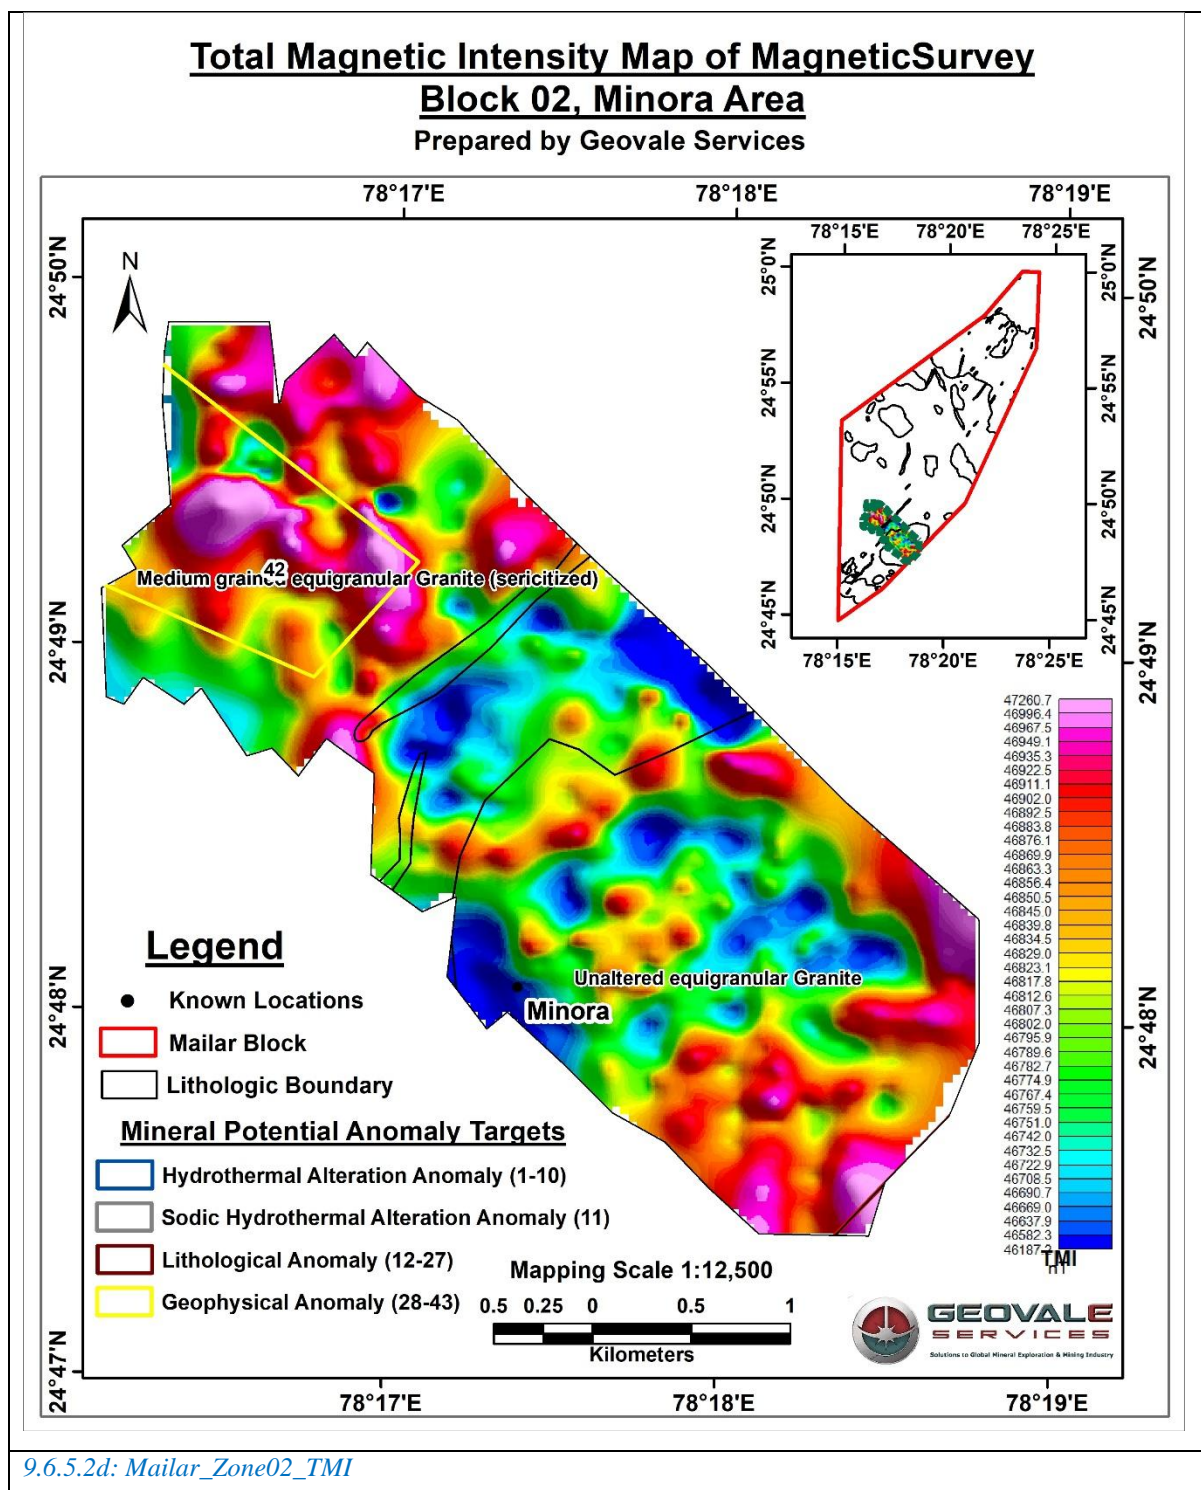 Total Magnetic Intensity Map of MagneticSurvey
Block 02, Minora Area
Prepared by Geovale Services
78°17'E
78°18'E
78°19'E
24°50'N
24°49'N
24°48'N
24°47'N
N
78°15'E
78°20'E
78°25'E
25°0'N
24°55'N
24°50'N
24°45'N
25°0'N
24°55'N
24°50'N
24°45'N
78°15'E
78°20'E
78°25'E
24°50'N
24°49'N
24°48'N
42
Medium grained equigranular Granite (sericitized)
Unaltered equigranular Granite
Minora
47260.7
46996.4
46967.5
46949.1
46935.3
46922.5
46911.1
46902.0
46892.5
46883.8
46876.1
46869.9
46863.3
46856.4
46850.5
46845.0
46839.8
46834.5
46829.0
46823.1
46817.8
46812.6
46807.3
46802.0
46795.9
46789.6
46782.7
46774.9
46767.4
46759.5
46751.0
46742.0
46732.5
46722.9
46708.5
46690.7
46669.0
46637.9
46582.3
TMI
nT
Legend
Known Locations
Mailar Block
Lithologic Boundary
Mineral Potential Anomaly Targets
Hydrothermal Alteration Anomaly (1-10)
Sodic Hydrothermal Alteration Anomaly (11)
Lithological Anomaly (12-27)
Geophysical Anomaly (28-43)
Mapping Scale 1:12,500
0.5 0.25 0 0.5 1
Kilometers
GEOVALE
SERVICES
Solutions to Global Mineral Exploration & Mining Industry
78°17'E
78°18'E
78°19'E
9.6.5.2d: Mailar_Zone02_TMI